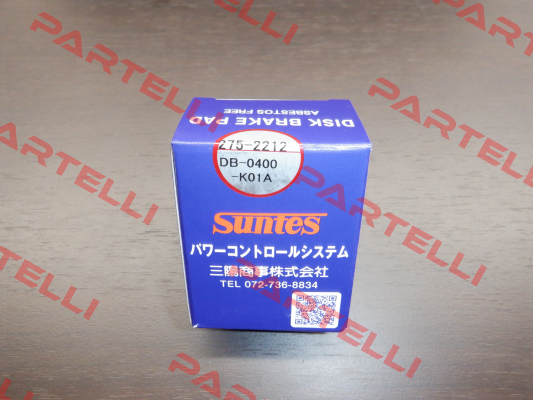 DISK BRAKE PAD
ASBESTOS FREE
275-2212
DB-0400
-K01A
Suntes
パワーコントロールシステム
三陽商事株式会社
TEL 072-736-8834
PARTELLI
PARTELLI
PARTELLI
PARTELLI
PARTELLI
PARTELLI